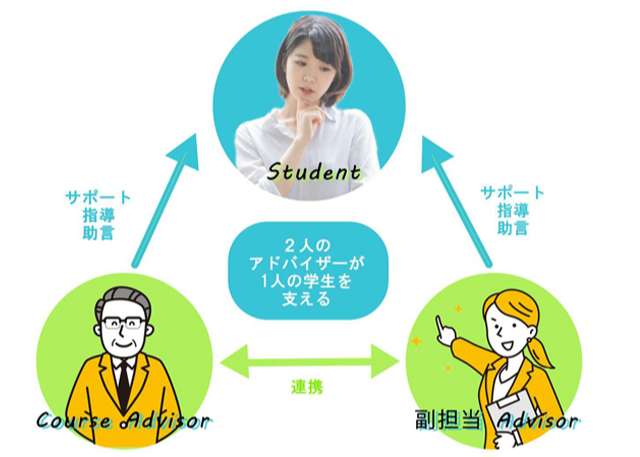 Student
サポート
指導
助言
サポート
指導
助言
２人の
アドバイザーが
1人の学生を
支える
連携
Course Advisor
副担当 Advisor